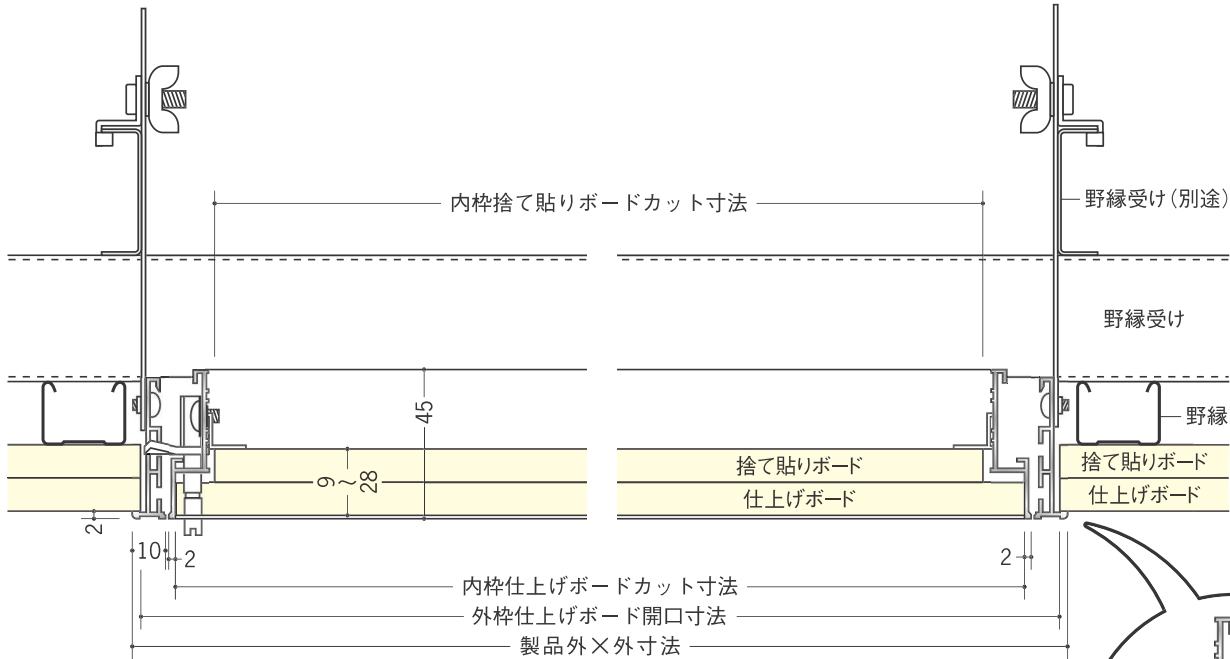 内枠捨て貼りボードカット寸法
野縁受け（別途）
野縁受け
45
野縁
捨て貼りボード
捨て貼りボード
9～28
仕上げボード
仕上げボード
2
10
2
2
内枠仕上げボードカット寸法
外枠仕上げボード開口寸法
製品外×外寸法